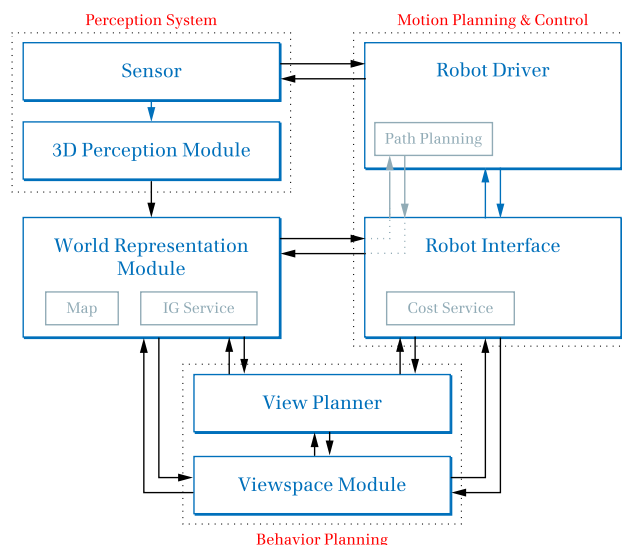 Perception System
Motion Planning & Control
Sensor
Robot Driver
Path Planning
3D Perception Module
World Representation
Module
Robot Interface
Map
IG Service
Cost Service
View Planner
Viewspace Module
Behavior Planning